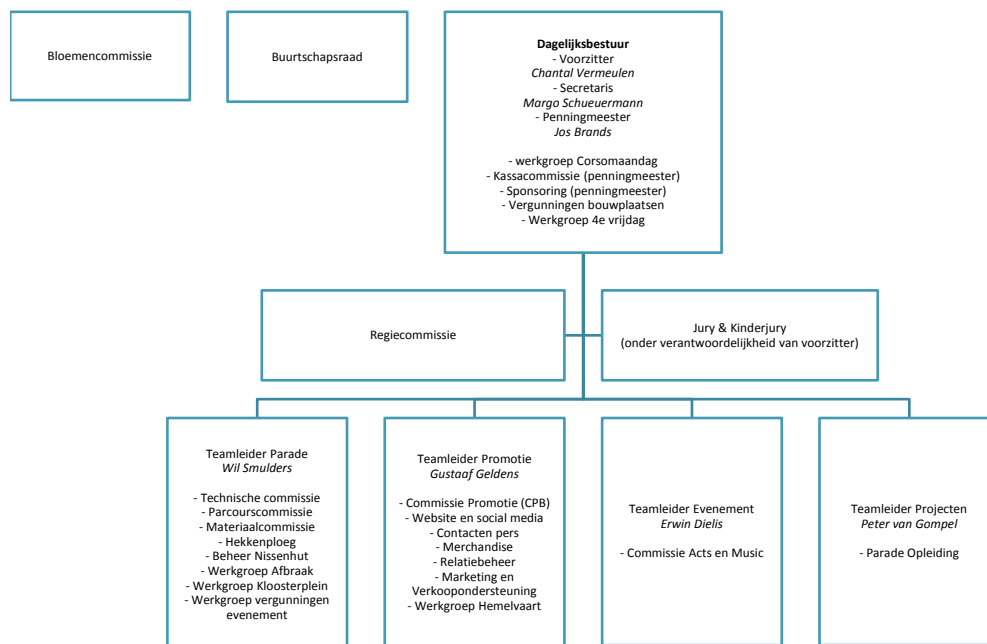 Bloemencommissie
Buurtschapsraad
Dagelijksbestuur
- Voorzitter
Chantal Vermeulen
- Secretaris
Margo Schueuermann
- Penningmeester
Jos Brands
- werkgroep Corsomaandag
- Kassacommissie (penningmeester)
- Sponsoring (penningmeester)
- Vergunningen bouwplaatsen
- Werkgroep 4e vrijdag
Regiecommissie
Jury & Kinderjury
(onder verantwoordelijkheid van voorzitter)
Teamleider Parade
Wil Smulders
- Technische commissie
- Parcourscommissie
- Materiaalcommissie
- Hekkenploeg
- Beheer Nissenhut
- Werkgroep Afbraak
- Werkgroep Kloosterplein
- Werkgroep vergunningen
evenement
Teamleider Promotie
Gustaaf Geldens
- Commissie Promotie (CPB)
- Website en social media
- Contacten pers
- Merchandise
- Relatiebeheer
- Marketing en
Verkoopondersteuning
- Werkgroep Hemelvaart
Teamleider Evenement
Erwin Dielis
- Commissie Acts en Music
Teamleider Projecten
Peter van Gompel
- Parade Opleiding